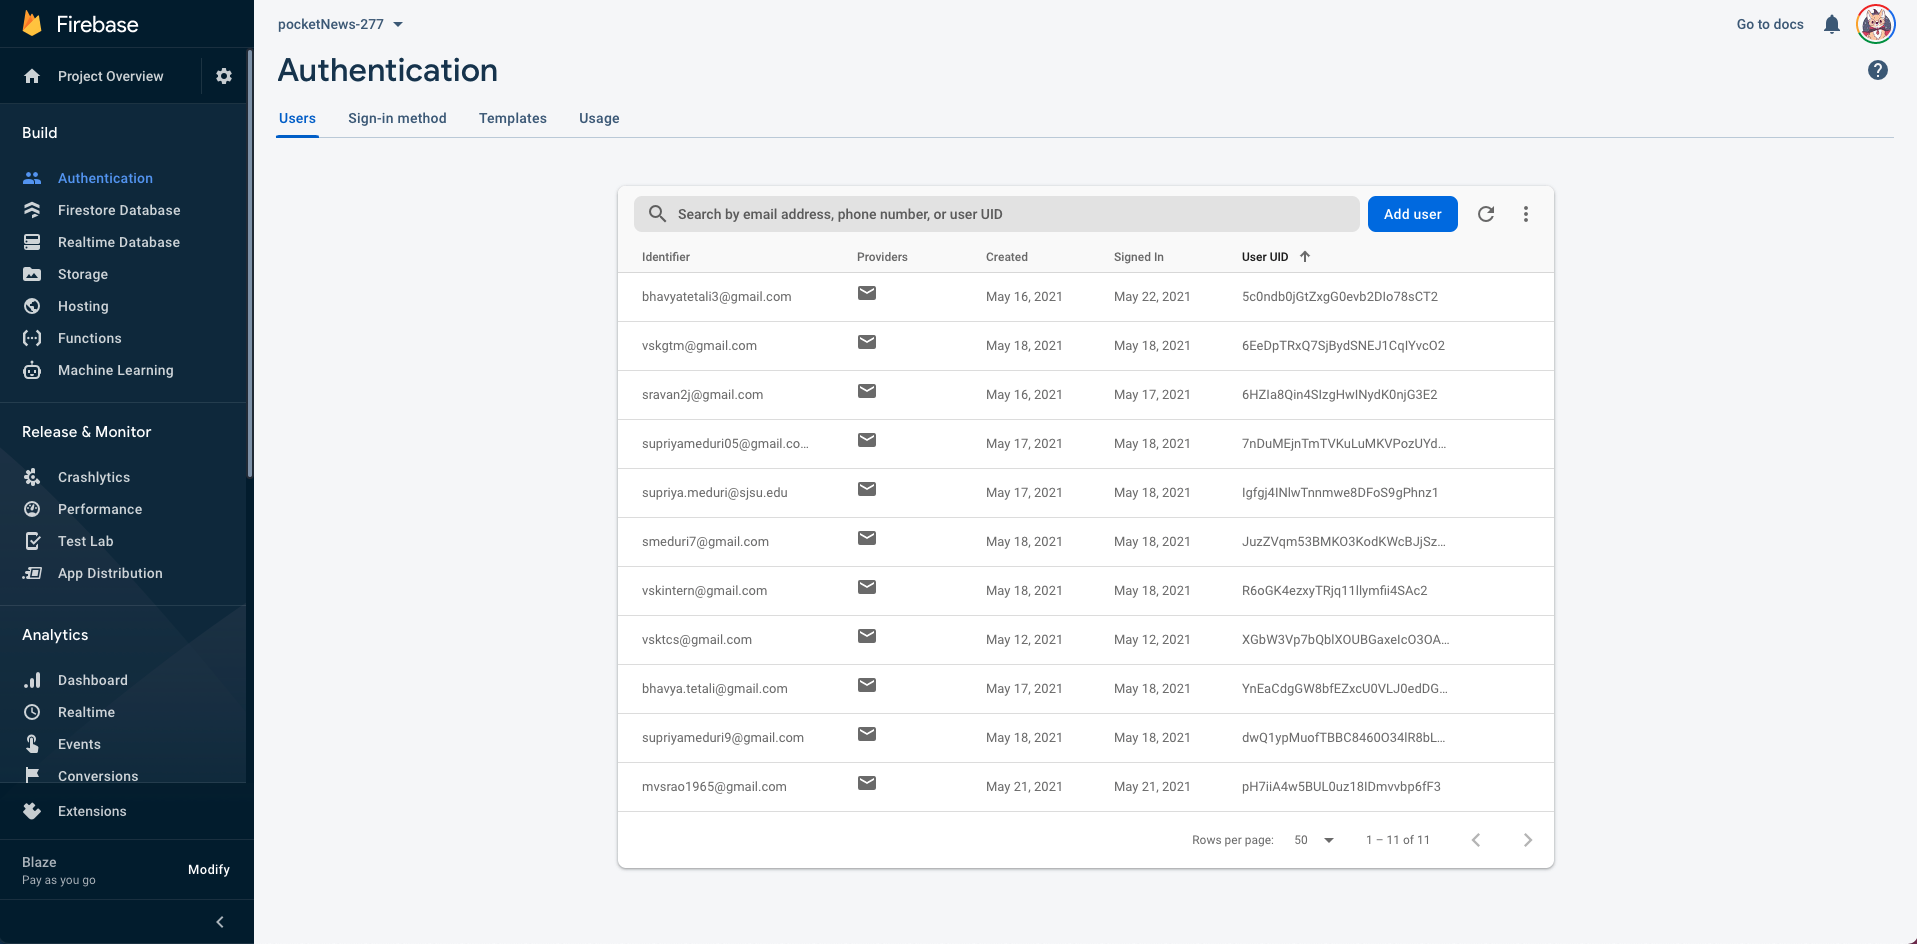 Firebase
pocketNews-277
Go to docs
Project Overview
Authentication
Users Sign-in method Templates Usage
Build
Authentication
Firestore Database
Realtime Database
Storage
Hosting
Functions
Machine Learning
Release & Monitor
Crashlytics
Performance
Test Lab
App Distribution
Analytics
Dashboard
Realtime
Events
Conversions
Extensions
Blaze
Pay as you go
Modify
Search by email address, phone number, or user UID Add user
Identifier Providers Created Signed In User UID
bhavyatetali3@gmail.com May 16, 2021 May 22, 2021 5c0ndb0jGtZxgG0evb2DIo78sCT2
vskgtm@gmail.com May 18, 2021 May 18, 2021 6EeDpTRxQ7SjBydSNEJ1CqIYvcO2
sravan2j@gmail.com May 16, 2021 May 17, 2021 6HZIa8Qin4SIzgHwINydK0njG3E2
supriyameduri05@gmail.co... May 17, 2021 May 18, 2021 7nDuMEjnTmTVKuLuMKVPozUYd...
supriya.meduri@sjsu.edu May 17, 2021 May 18, 2021 Igfgj4INlwTnnmwe8DFoS9gPhnz1
smeduri7@gmail.com May 18, 2021 May 18, 2021 JuzZVqm53BMKO3KodKWcBJjSz...
vskintern@gmail.com May 18, 2021 May 18, 2021 R6oGK4ezxyTRjq11llymfii4SAc2
vsktcs@gmail.com May 12, 2021 May 12, 2021 XGbW3Vp7bQblXOUBGaxeIcO3OA...
bhavya.tetali@gmail.com May 17, 2021 May 18, 2021 YnEaCdgGW8bfEZxcU0VLJ0edDG...
supriyameduri9@gmail.com May 18, 2021 May 18, 2021 dwQ1ypMuofTBBC8460O34lR8bL...
mvsrao1965@gmail.com May 21, 2021 May 21, 2021 pH7iiA4w5BUL0uz18IDmvvbp6fF3
Rows per page: 50 1 – 11 of 11